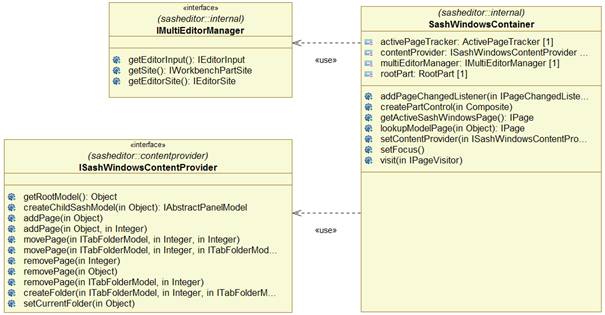 «interface»
(sasheditor::internal)
IMultiEditorManager
getEditorInput(): IEditorInput
getSite(): IWorkbenchPartSite
getEditorSite(): IEditorSite
«use»
(sasheditor::internal)
SashWindowsContainer
activePageTracker: ActivePageTracker [1]
contentProvider: ISashWindowsContentProvider ...
multiEditorManager: IMultiEditorManager [1]
rootPart: RootPart [1]
addPageChangedListener(in IPageChangedListe...
createPartControl(in Composite)
getActiveSashWindowsPage(): IPage
lookupModelPage(in Object): IPage
setContentProvider(in ISashWindowsContentPro...
setFocus()
visit(in IPageVisitor)
«interface»
(sasheditor::contentprovider)
ISashWindowsContentProvider
getRootModel(): Object
createChildSashModel(in Object): IAbstractPanelModel
addPage(in Object)
addPage(in Object, in Integer)
movePage(in ITabFolderModel, in Integer, in Integer)
movePage(in ITabFolderModel, in Integer, in ITabFolderMod...
removePage(in Integer)
removePage(in Object)
removePage(in ITabFolderModel, in Integer)
createFolder(in ITabFolderModel, in Integer, in ITabFolderM...
setCurrentFolder(in Object)
«use»